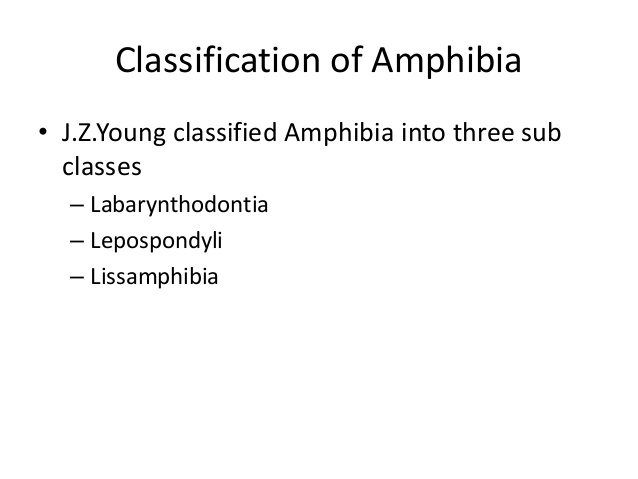 Classification of Amphibia
• J.Z.Young classified Amphibia into three sub
classes
– Labarynthodontia
– Lepospondyli
– Lissamphibia